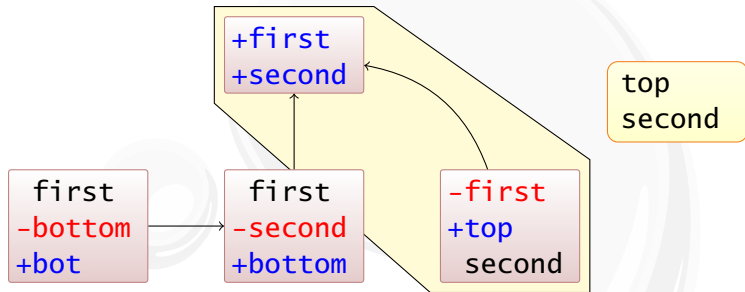 +first
+second
top
second
first
-bottom
+bot
first
-second
+bottom
-first
+top
second